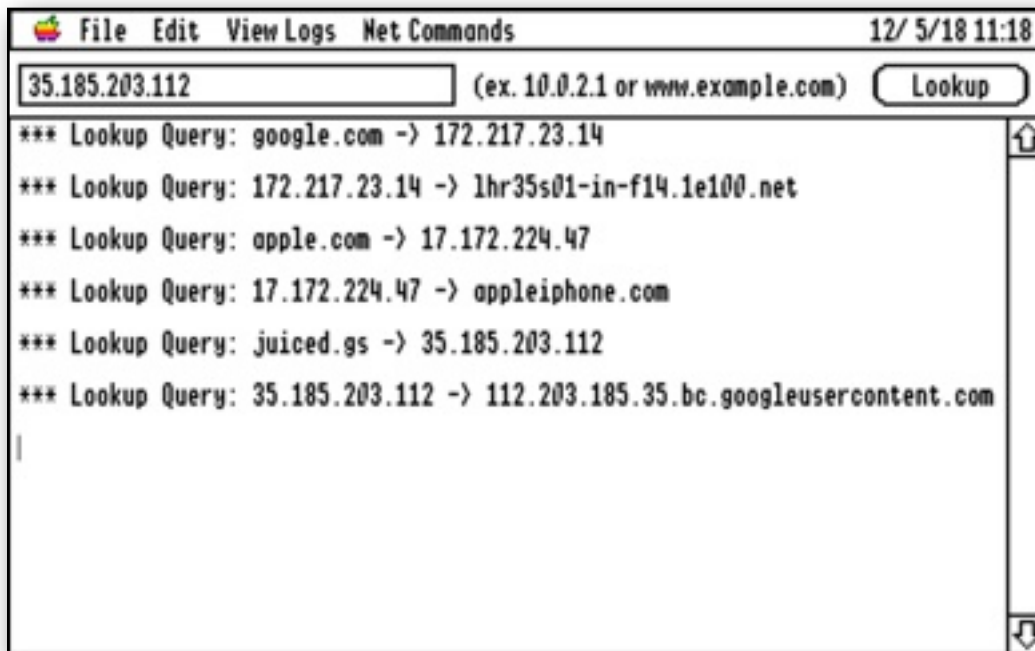 File Edit View Logs Net Commands 12/ 5/18 11:18
35.185.203.112 (ex. 10.0.2.1 or www.example.com) Lookup
*** Lookup Query: google.com -> 172.217.23.14
*** Lookup Query: 172.217.23.14 -> lhr35s01-in-f14.1e100.net
*** Lookup Query: apple.com -> 17.172.224.47
*** Lookup Query: 17.172.224.47 -> appleiphone.com
*** Lookup Query: juiced.gs -> 35.185.203.112
*** Lookup Query: 35.185.203.112 -> 112.203.185.35.bc.googleusercontent.com